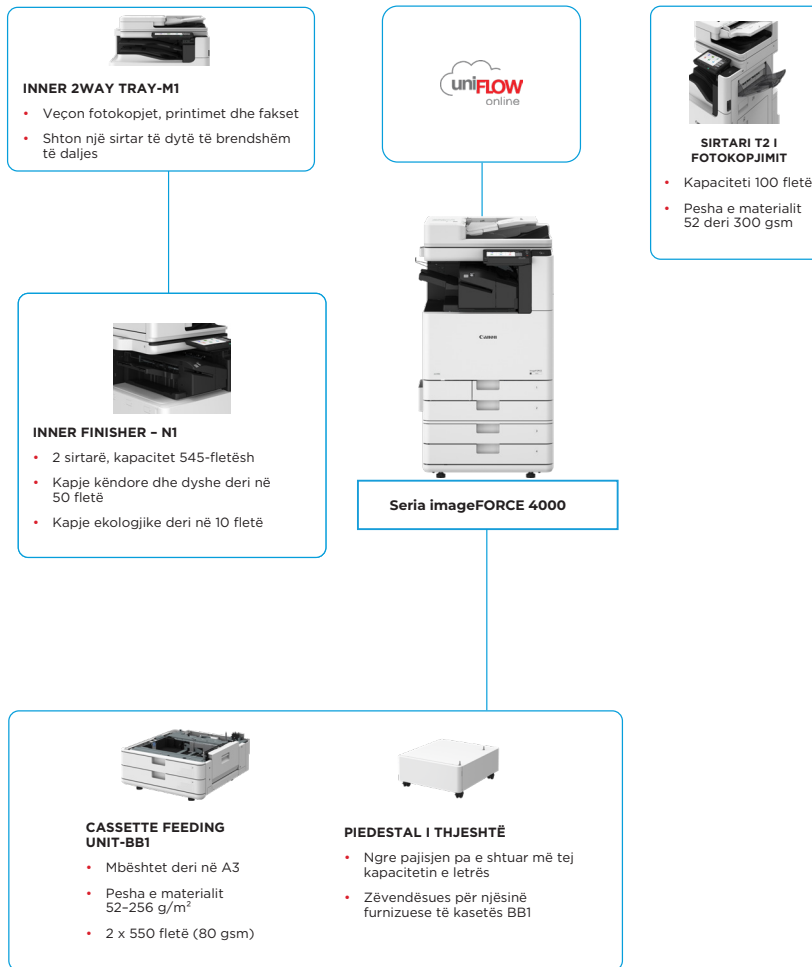 INNER 2WAY TRAY-M1
• Veçon fotokopjet, printimet dhe fakset
• Shton një sirtar të dytë të brendshëm
të daljes
uniFLOW
online
SIRTARI T2 I
FOTOKOPJIMIT
• Kapaciteti 100 fletë
• Pesha e materialit
52 deri 300 gsm
INNER FINISHER – N1
• 2 sirtarë, kapacitet 545-fletësh
• Kapje këndore dhe dyshe deri në
50 fletë
• Kapje ekologjike deri në 10 fletë
Canon
Seria imageFORCE 4000
CASSETTE FEEDING
UNIT-BB1
• Mbështet deri në A3
• Pesha e materialit
52–256 g/m²
• 2 x 550 fletë (80 gsm)
PIEDESTAL I THJESHTË
• Ngre pajisjen pa e shtuar më tej
kapacitetin e letrës
• Zëvendësues për njësinë
furnizuese të kasetës BB1